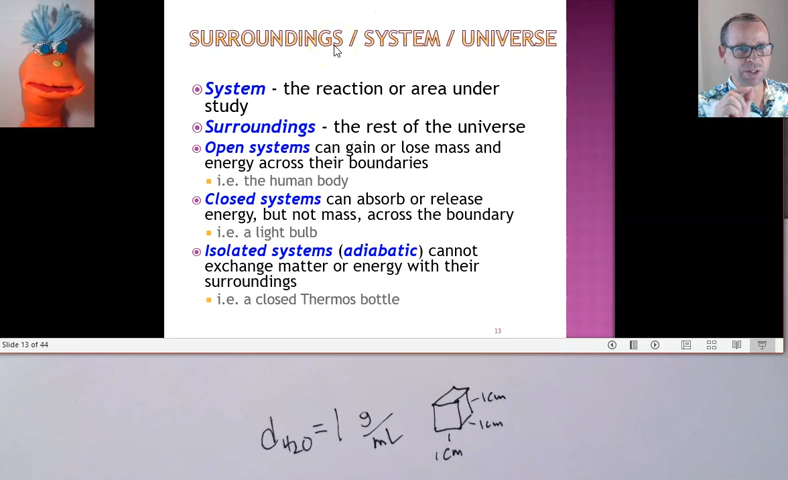 SURROUNDINGS / SYSTEM / UNIVERSE
System - the reaction or area under
study
Surroundings - the rest of the universe
Open systems can gain or lose mass and
energy across their boundaries
i.e. the human body
Closed systems can absorb or release
energy, but not mass, across the boundary
i.e. a light bulb
Isolated systems (adiabatic) cannot
exchange matter or energy with their
surroundings
i.e. a closed Thermos bottle
13
Slide 13 of 44
d H2O = 1 g/mL
-1cm
-1cm
1cm